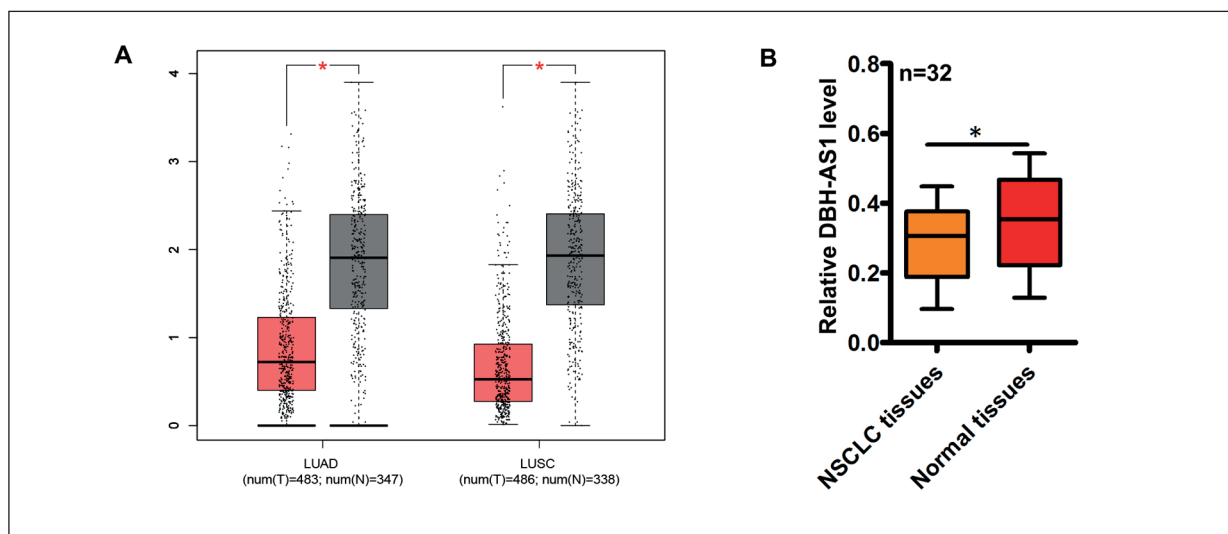 A
*
*
4
3
2
1
0
LUAD
(num(T)=483; num(N)=347)
LUSC
(num(T)=486; num(N)=338)
B
Relative DBH-AS1 level
0.8
0.6
0.4
0.2
0.0
n=32
*
NSCLC tissues
Normal tissues